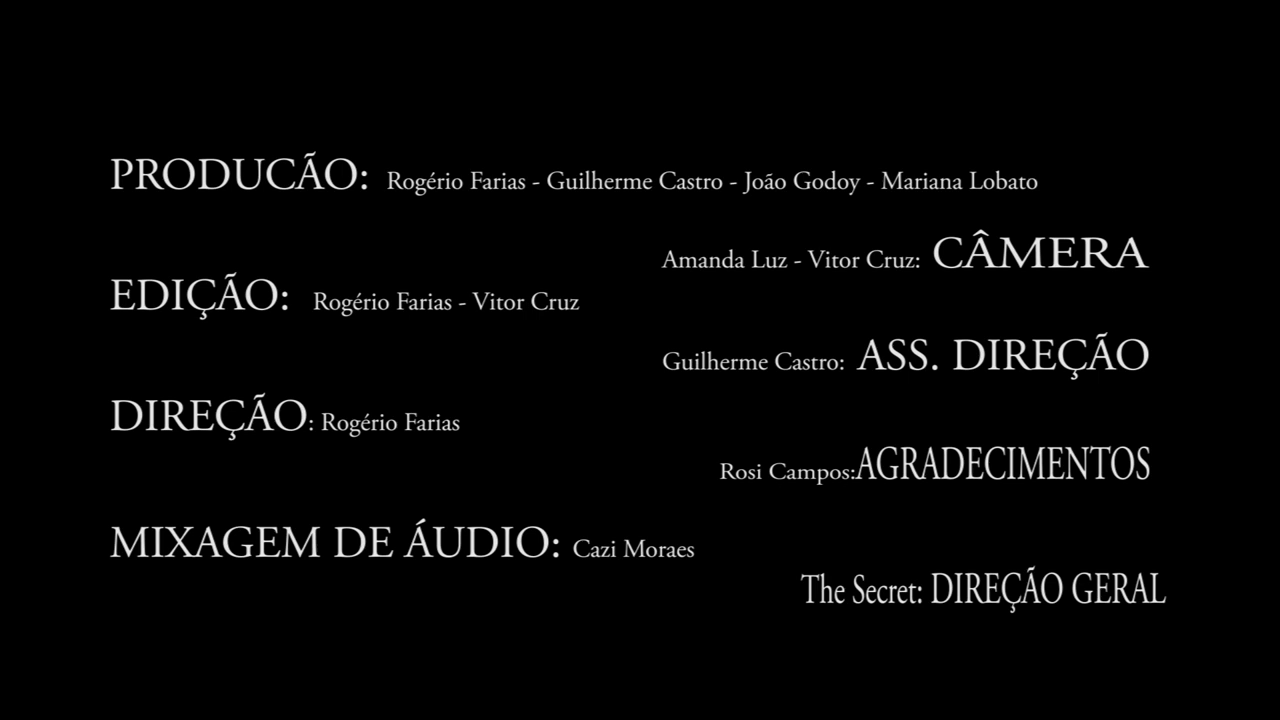 PRODUCÃO: Rogério Farias - Guilherme Castro - João Godoy - Mariana Lobato
Amanda Luz - Vitor Cruz: CÂMERA
EDIÇÃO: Rogério Farias - Vitor Cruz
Guilherme Castro: ASS. DIREÇÃO
DIREÇÃO: Rogério Farias
Rosi Campos:AGRADECIMENTOS
MIXAGEM DE ÁUDIO: Cazi Moraes
The Secret: DIREÇÃO GERAL